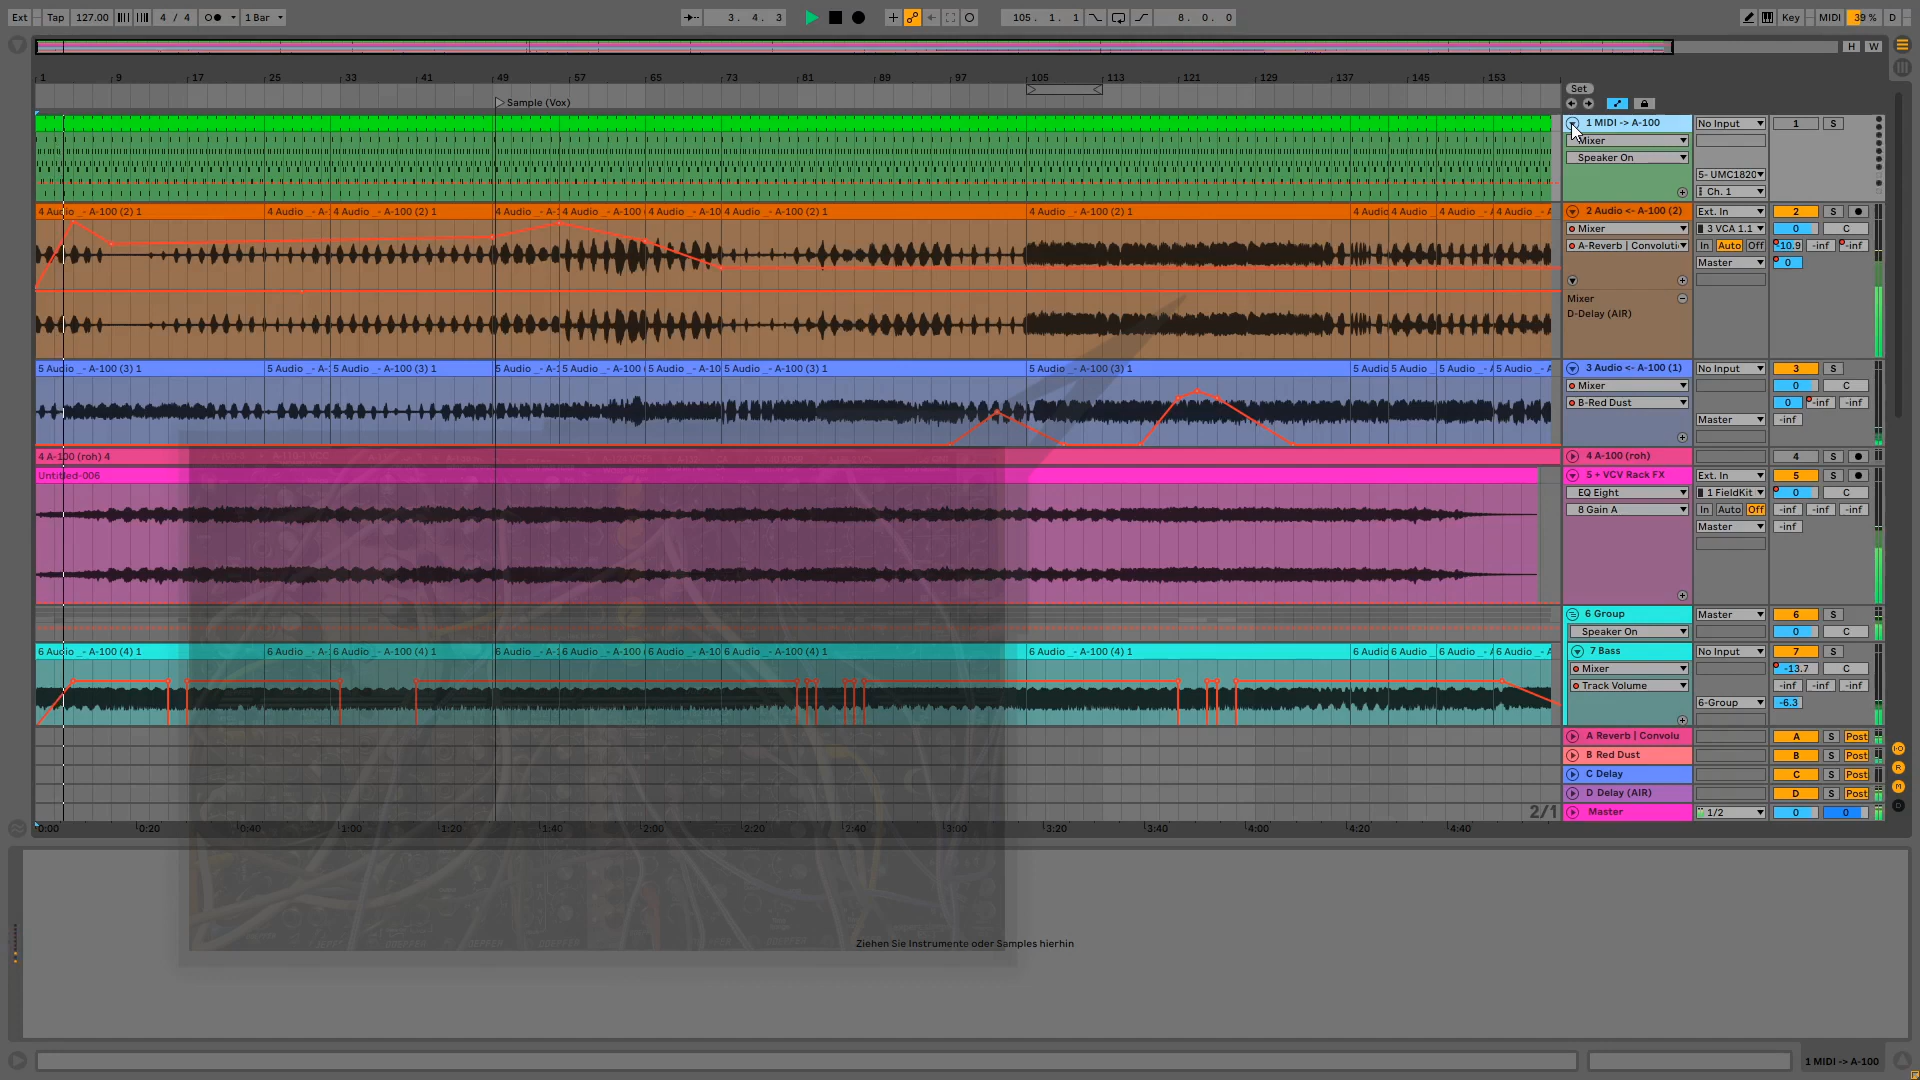 Ext Tap 127.00 4 / 4 1 Bar 3. 4. 3 105. 1. 1 8. 0. 0 Key MIDI 39 % D
H W
1 9 17 25 33 41 49 57 65 73 81 89 97 105 113 121 129 137 145 153
Set
Sample (Vox)
1 MIDI -> A-100 No Input 1 S
Mixer
Speaker On
5- UMC1820
Ch. 1
4 Audio _- A-100 (2) 1 4 Audio _- A- 4 Audio _- A-100 (2) 1 4 Audio _- A- 4 Audio _- A-100 4 Audio _- A-10 4 Audio _- A-100 (2) 1 4 Audio _- A-100 (2) 1 4 Audio 4 Audio _- A 4 Audio _- A 4 Audio _- A
2 Audio <- A-100 (2) Ext. In 2 S
Mixer 3 VCA 1.1 0 C
A-Reverb | Convoluti In Auto Off -10.9 -inf -inf
Master 0
Mixer
D-Delay (AIR)
5 Audio _- A-100 (3) 1 5 Audio _- A- 5 Audio _- A-100 (3) 1 5 Audio _- A- 5 Audio _- A-100 5 Audio _- A-10 5 Audio _- A-100 (3) 1 5 Audio _- A-100 (3) 1 5 Audio 5 Audio _- A 5 Audio _- A 5 Audio _- A
3 Audio <- A-100 (1) No Input 3 S
Mixer 0 C
B-Red Dust 0 -inf -inf
Master -inf
4 A-100 (roh) 4 4 A-100 (roh) 4 S
Untitled-006 5 + VCV Rack FX Ext. In 5 S
EQ Eight 1 FieldKit 0 C
8 Gain A In Auto Off -inf -inf -inf
Master -inf
6 Group Master 6 S
Speaker On 0 C
6 Audio _- A-100 (4) 1 6 Audio _- A- 6 Audio _- A-100 (4) 1 6 Audio _- A- 6 Audio _- A-100 6 Audio _- A-10 6 Audio _- A-100 (4) 1 6 Audio _- A-100 (4) 1 6 Audio 6 Audio _- A 6 Audio _- A 6 Audio _- A
7 Bass No Input 7 S
Mixer -13.7 C
Track Volume -inf -inf -inf
6-Group -6.3
A Reverb | Convolu A S Post
B Red Dust B S Post
C Delay C S Post
D Delay (AIR) D S Post
2/1 Master 1/2 0 0
0:00 0:20 0:40 1:00 1:20 1:40 2:00 2:20 2:40 3:00 3:20 3:40 4:00 4:20 4:40
Ziehen Sie Instrumente oder Samples hierhin
1 MIDI -> A-100